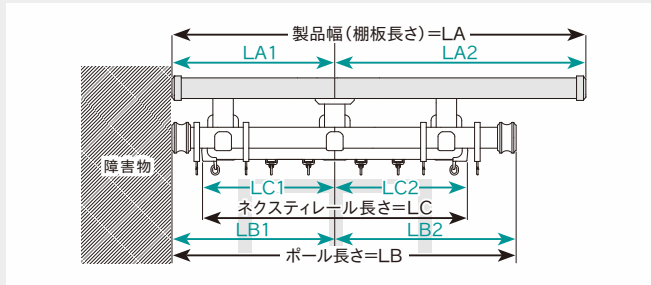 製品幅（棚板長さ）=LA
LA1 LA2
障害物
LC1 LC2
ネクスティレール長さ=LC
LB1 LB2
ポール長さ=LB